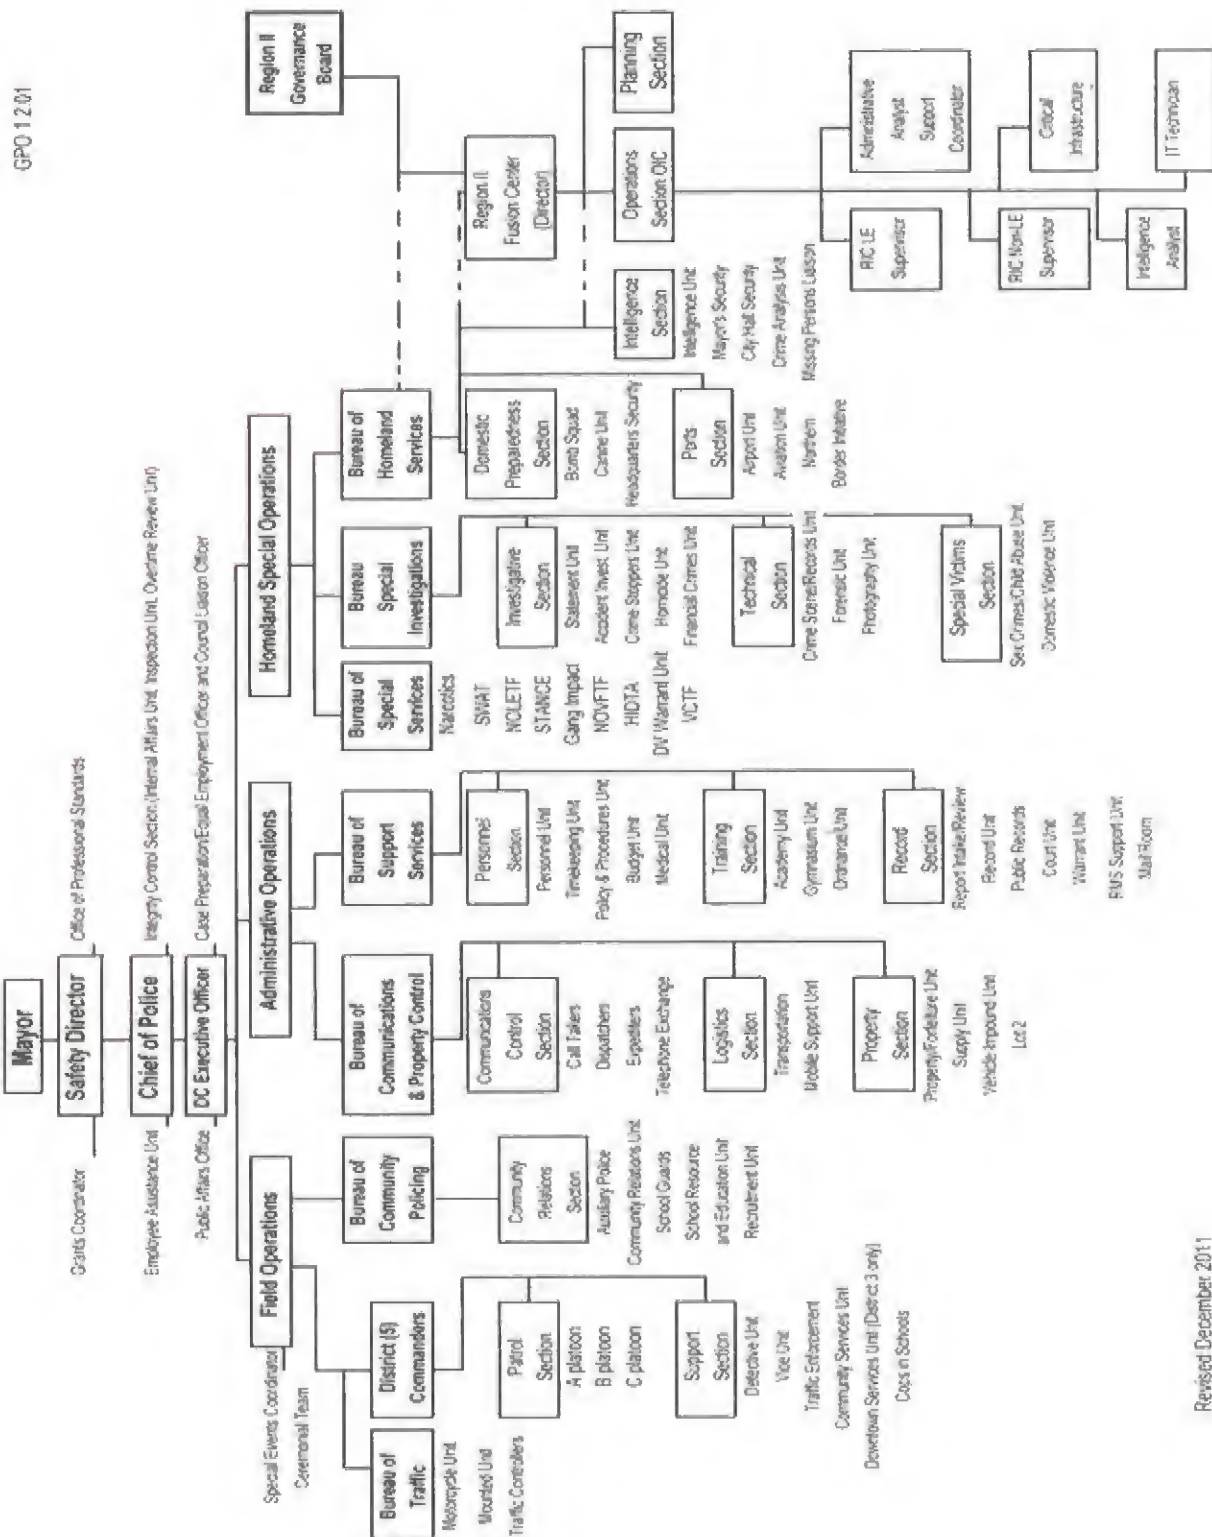 GPO 1 2.01
Mayor
Safety Director
Grants Coordinator
Office of Professional Standards
Chief of Police
Employee Assistance Unit
Integrity Control Section (Internal Affairs Unit, Inspection Unit, Overtime Review Unit)
DC Executive Officer
Public Affairs Office
Case Preparation/Equal Employment Officer and Council Liaison Officer
Field Operations
Special Events Coordinator
Ceremonial Team
Administrative Operations
Homeland Special Operations
Region II
Governance
Board
Bureau of
Traffic
Motorcycle Unit
Mounted Unit
Traffic Controllers
District (5)
Commanders
Patrol
Section
A platoon
B platoon
C platoon
Support
Section
Detective Unit
Vice Unit
Traffic Enforcement
Community Services Unit
Downtown Services Unit (District 3 only)
Cops in Schools
Bureau of
Community
Policing
Community
Relations
Section
Auxiliary Police
Community Relations Unit
School Guards
School Resource
and Education Unit
Recruitment Unit
Bureau of
Communications
& Property Control
Communications
Control
Section
Call Takers
Dispatchers
Expediters
Telephone Exchange
Logistics
Section
Transportation
Mobile Support Unit
Property
Section
Property/Forfeiture Unit
Supply Unit
Vehicle Impound Unit
Lot 2
Bureau of
Support
Services
Personnel
Section
Personnel Unit
Timekeeping Unit
Policy & Procedures Unit
Budget Unit
Medical Unit
Training
Section
Academy Unit
Gymnasium Unit
Ordnance Unit
Record
Section
Report Intake/Review
Record Unit
Public Records
Court Unit
Warrant Unit
RMS Support Unit
Mail Room
Bureau of
Special
Services
Narcotics
SWAT
NOLETF
STANCE
Gang Impact
NOVFTF
HIDTA
DV Warrant Unit
VCTF
Bureau
Special
Investigations
Investigative
Section
Statement Unit
Accident Invest. Unit
Crime Stoppers Unit
Homicide Unit
Financial Crimes Unit
Technical
Section
Crime Scene/Records Unit
Forensic Unit
Photography Unit
Special Victims
Section
Sex Crimes/Child Abuse Unit
Domestic Violence Unit
Bureau of
Homeland
Services
Domestic
Preparedness
Section
Bomb Squad
Canine Unit
Headquarters Security
Ports
Section
Airport Unit
Aviation Unit
Northern
Border Initiative
Intelligence
Section
Intelligence Unit
Mayor's Security
City Hall Security
Crime Analysis Unit
Missing Persons Liaison
Region II
Fusion Center
(Director)
Operations
Section OIC
Planning
Section
RIC LE
Supervisor
Administrative
Analyst
Support
Coordinator
RIC Non-LE
Supervisor
Critical
Infrastructure
Intelligence
Analyst
IT Technician
Revised December 2011